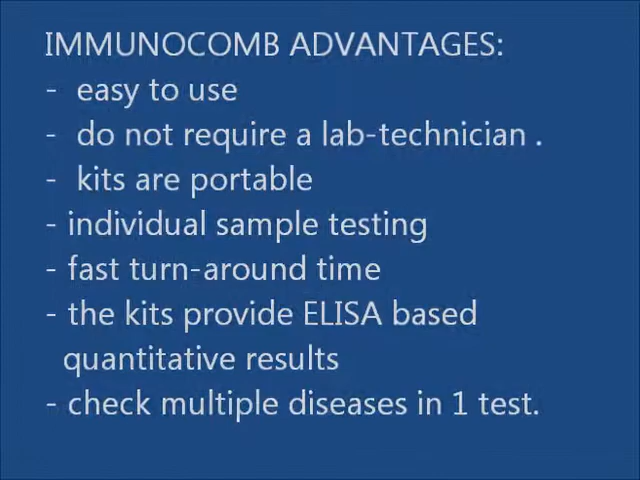 IMMUNOCOMB ADVANTAGES:
- easy to use
- do not require a lab-technician .
- kits are portable
- individual sample testing
- fast turn-around time
- the kits provide ELISA based
quantitative results
- check multiple diseases in 1 test.